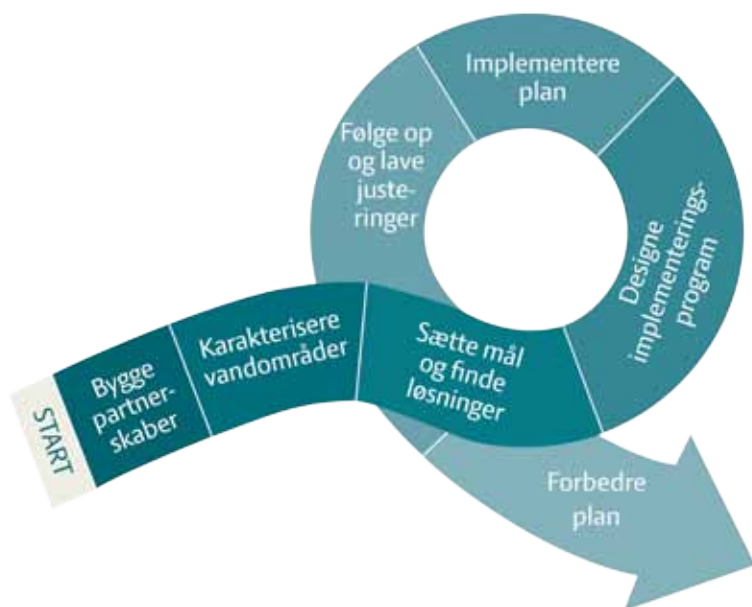 START
Bygge
partner-
skaber
Karakterisere
vandområder
Sætte mål
og finde
løsninger
Designe
implementerings-
program
Implementere
plan
Følge op
og lave
juste-
ringer
Forbedre
plan